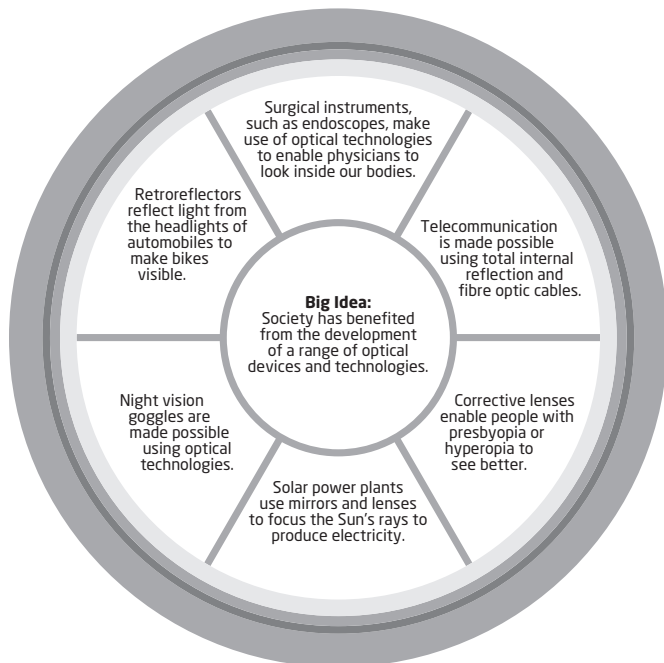 Surgical instruments,
such as endoscopes, make
use of optical technologies
to enable physicians to
look inside our bodies.
Telecommunication
is made possible
using total internal
reflection and
fibre optic cables.
Corrective lenses
enable people with
presbyopia or
hyperopia to
see better.
Solar power plants
use mirrors and lenses
to focus the Sun's rays to
produce electricity.
Night vision
goggles are
made possible
using optical
technologies.
Retroreflectors
reflect light from
the headlights of
automobiles to
make bikes
visible.
Big Idea:
Society has benefited
from the development
of a range of optical
devices and technologies.